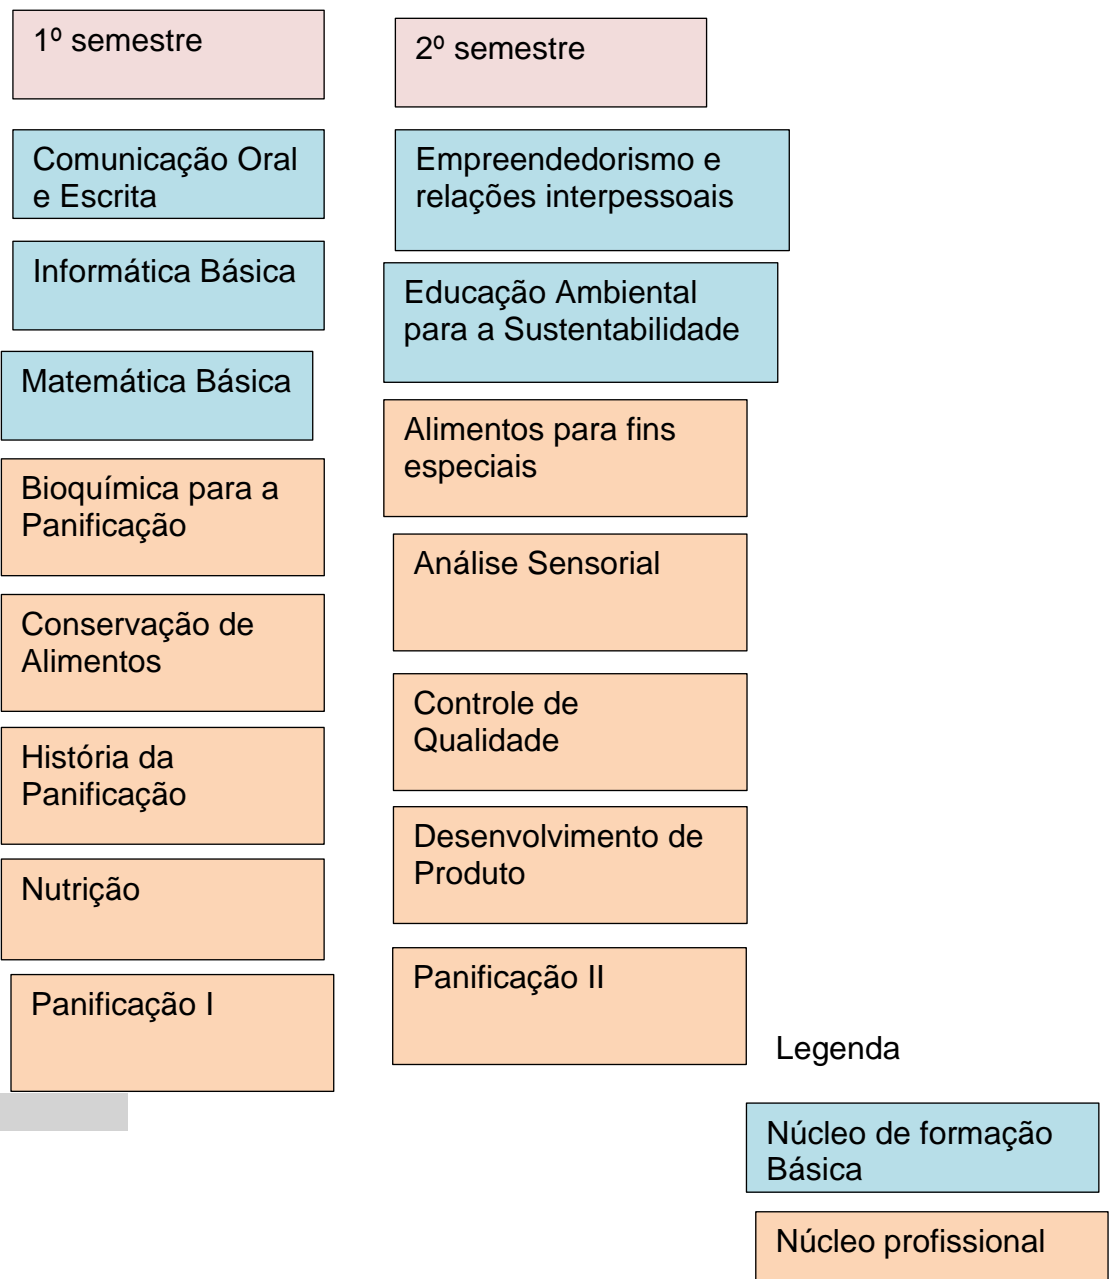 1º semestre
Comunicação Oral
e Escrita
Informática Básica
Matemática Básica
Bioquímica para a
Panificação
Conservação de
Alimentos
História da
Panificação
Nutrição
Panificação I
2º semestre
Empreendedorismo e
relações interpessoais
Educação Ambiental
para a Sustentabilidade
Alimentos para fins
especiais
Análise Sensorial
Controle de
Qualidade
Desenvolvimento de
Produto
Panificação II
Legenda
Núcleo de formação
Básica
Núcleo profissional